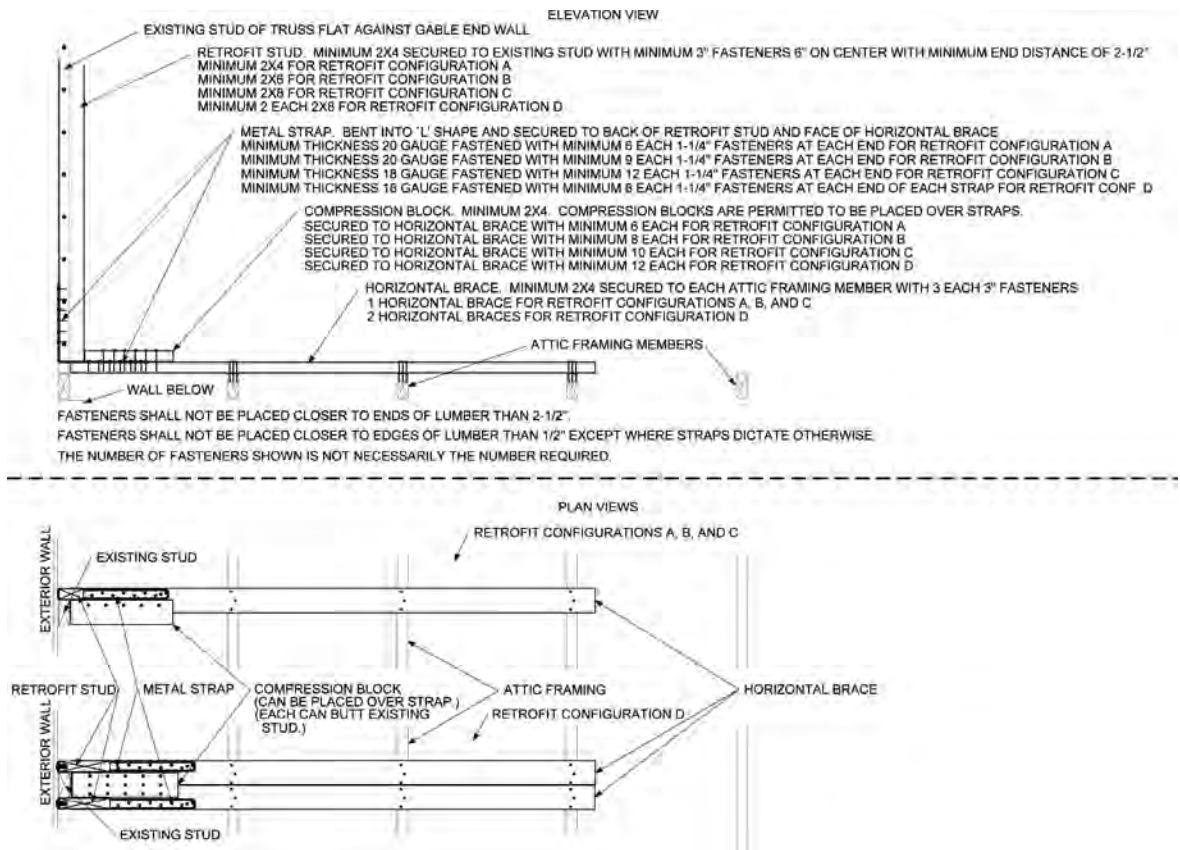 ELEVATION VIEW
EXISTING STUD OF TRUSS FLAT AGAINST GABLE END WALL
RETROFIT STUD. MINIMUM 2X4 SECURED TO EXISTING STUD WITH MINIMUM 3" FASTENERS 6" ON CENTER WITH MINIMUM END DISTANCE OF 2-1/2"
MINIMUM 2X4 FOR RETROFIT CONFIGURATION A
MINIMUM 2X6 FOR RETROFIT CONFIGURATION B
MINIMUM 2X8 FOR RETROFIT CONFIGURATION C
MINIMUM 2 EACH 2X8 FOR RETROFIT CONFIGURATION D
METAL STRAP. BENT INTO 'L' SHAPE AND SECURED TO BACK OF RETROFIT STUD AND FACE OF HORIZONTAL BRACE
MINIMUM THICKNESS 20 GAUGE FASTENED WITH MINIMUM 6 EACH 1-1/4" FASTENERS AT EACH END FOR RETROFIT CONFIGURATION A
MINIMUM THICKNESS 20 GAUGE FASTENED WITH MINIMUM 9 EACH 1-1/4" FASTENERS AT EACH END FOR RETROFIT CONFIGURATION B
MINIMUM THICKNESS 18 GAUGE FASTENED WITH MINIMUM 12 EACH 1-1/4" FASTENERS AT EACH END FOR RETROFIT CONFIGURATION C
MINIMUM THICKNESS 18 GAUGE FASTENED WITH MINIMUM 8 EACH 1-1/4" FASTENERS AT EACH END OF EACH STRAP FOR RETROFIT CONF D
COMPRESSION BLOCK. MINIMUM 2X4. COMPRESSION BLOCKS ARE PERMITTED TO BE PLACED OVER STRAPS.
SECURED TO HORIZONTAL BRACE WITH MINIMUM 6 EACH FOR RETROFIT CONFIGURATION A
SECURED TO HORIZONTAL BRACE WITH MINIMUM 8 EACH FOR RETROFIT CONFIGURATION B
SECURED TO HORIZONTAL BRACE WITH MINIMUM 10 EACH FOR RETROFIT CONFIGURATION C
SECURED TO HORIZONTAL BRACE WITH MINIMUM 12 EACH FOR RETROFIT CONFIGURATION D
HORIZONTAL BRACE. MINIMUM 2X4 SECURED TO EACH ATTIC FRAMING MEMBER WITH 3 EACH 3" FASTENERS
1 HORIZONTAL BRACE FOR RETROFIT CONFIGURATIONS A, B, AND C
2 HORIZONTAL BRACES FOR RETROFIT CONFIGURATION D
ATTIC FRAMING MEMBERS
WALL BELOW
FASTENERS SHALL NOT BE PLACED CLOSER TO ENDS OF LUMBER THAN 2-1/2".
FASTENERS SHALL NOT BE PLACED CLOSER TO EDGES OF LUMBER THAN 1/2" EXCEPT WHERE STRAPS DICTATE OTHERWISE.
THE NUMBER OF FASTENERS SHOWN IS NOT NECESSARILY THE NUMBER REQUIRED.
PLAN VIEWS
RETROFIT CONFIGURATIONS A, B, AND C
EXTERIOR WALL
EXISTING STUD
RETROFIT STUD
METAL STRAP
COMPRESSION BLOCK
(CAN BE PLACED OVER STRAP.)
(EACH CAN BUTT EXISTING
STUD.)
ATTIC FRAMING
HORIZONTAL BRACE
RETROFIT CONFIGURATION D
EXTERIOR WALL
EXISTING STUD